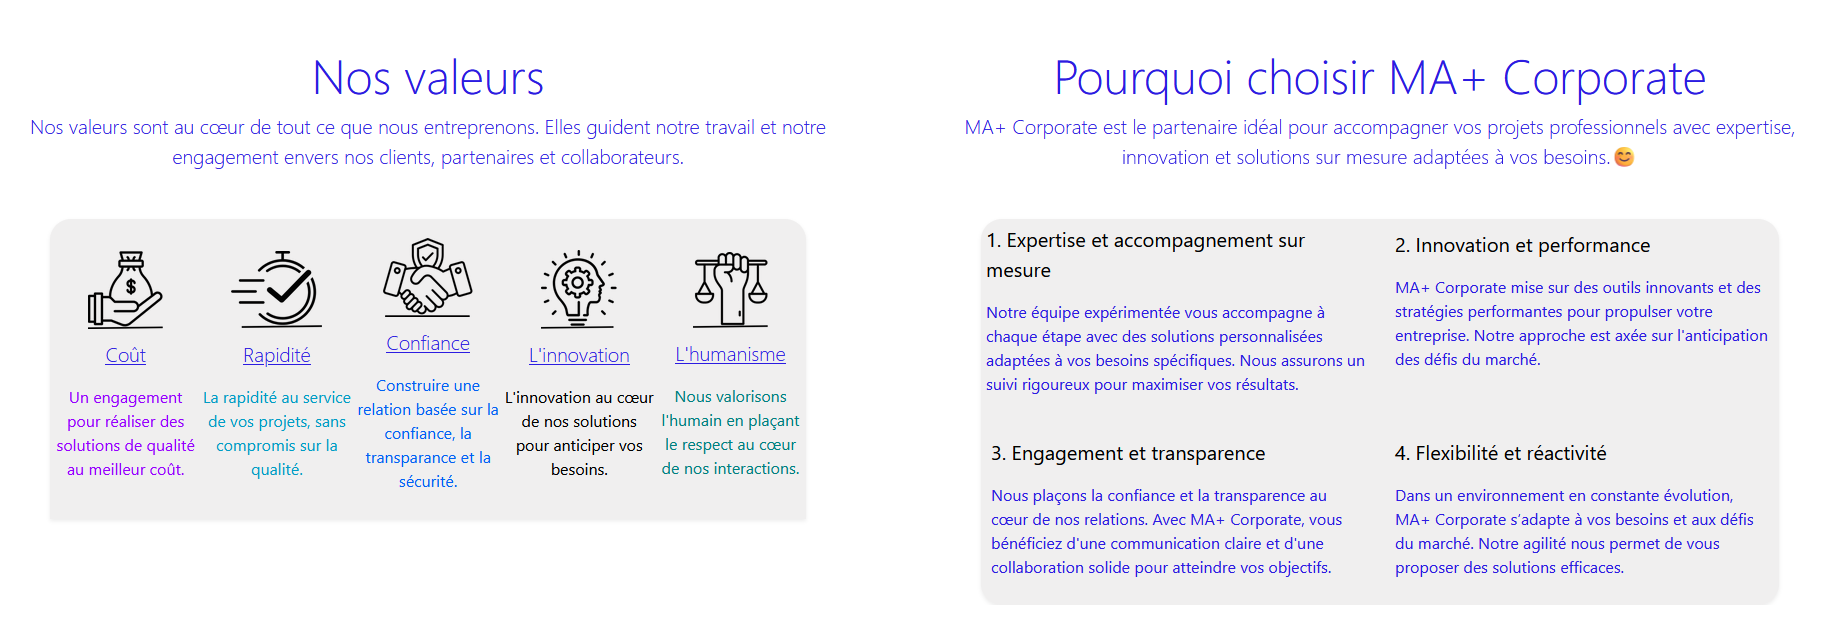 Nos valeurs
Nos valeurs sont au cœur de tout ce que nous entreprenons. Elles guident notre travail et notre
engagement envers nos clients, partenaires et collaborateurs.
$
Coût
Un engagement
pour réaliser des
solutions de qualité
au meilleur coût.
Rapidité
La rapidité au service
de vos projets, sans
compromis sur la
qualité.
Confiance
Construire une
relation basée sur la
confiance, la
transparance et la
sécurité.
L'innovation
L'innovation au cœur
de nos solutions
pour anticiper vos
besoins.
L'humanisme
Nous valorisons
l'humain en plaçant
le respect au cœur
de nos interactions.
Pourquoi choisir MA+ Corporate
MA+ Corporate est le partenaire idéal pour accompagner vos projets professionnels avec expertise,
innovation et solutions sur mesure adaptées à vos besoins.😊
1. Expertise et accompagnement sur
mesure
Notre équipe expérimentée vous accompagne à
chaque étape avec des solutions personnalisées
adaptées à vos besoins spécifiques. Nous assurons un
suivi rigoureux pour maximiser vos résultats.
2. Innovation et performance
MA+ Corporate mise sur des outils innovants et des
stratégies performantes pour propulser votre
entreprise. Notre approche est axée sur l'anticipation
des défis du marché.
3. Engagement et transparence
Nous plaçons la confiance et la transparence au
cœur de nos relations. Avec MA+ Corporate, vous
bénéficiez d'une communication claire et d'une
collaboration solide pour atteindre vos objectifs.
4. Flexibilité et réactivité
Dans un environnement en constante évolution,
MA+ Corporate s’adapte à vos besoins et aux défis
du marché. Notre agilité nous permet de vous
proposer des solutions efficaces.